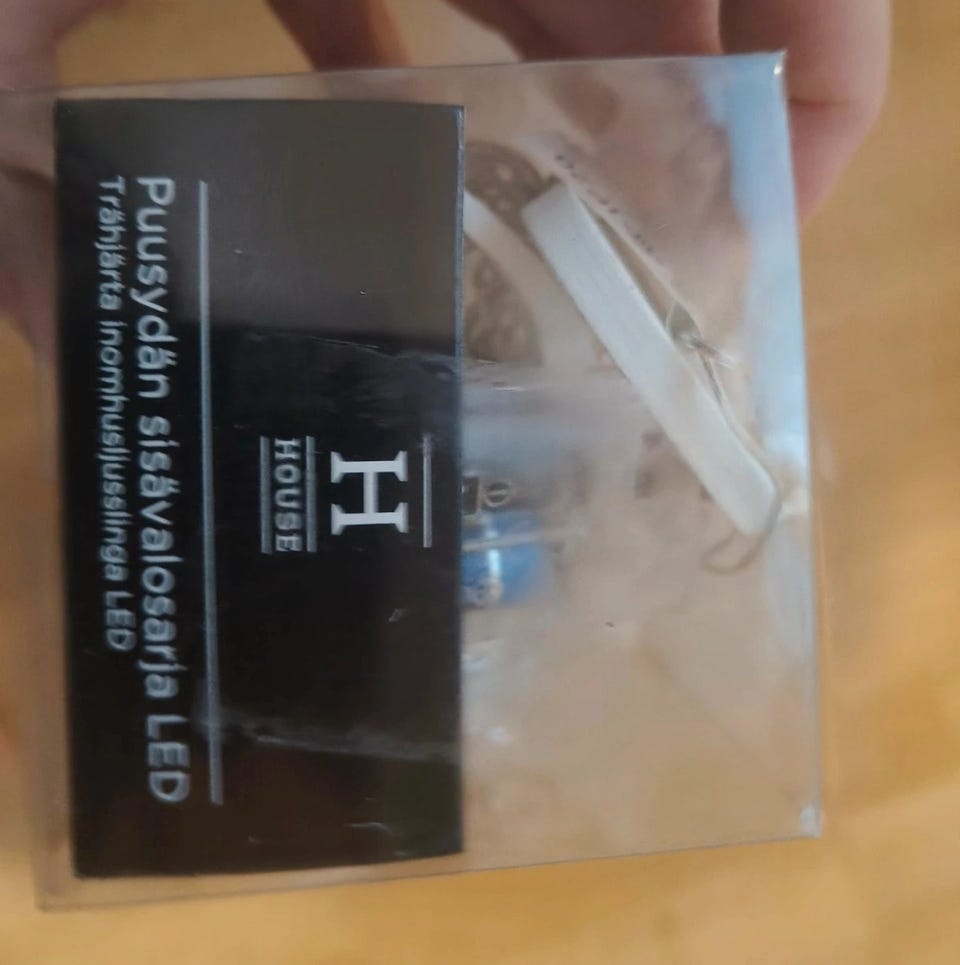 H
HOUSE
Puusydän sisävalosarja LED
Trähjärta inomhusljusslinga LED